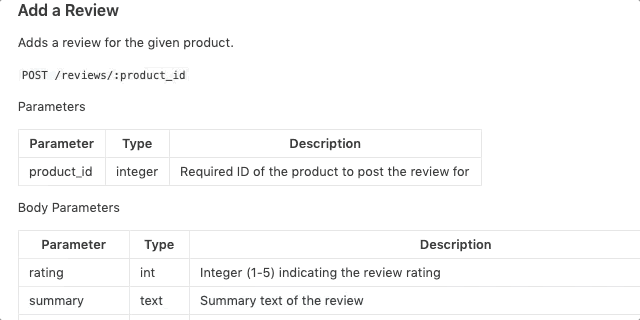 Add a Review
Adds a review for the given product.
POST /reviews/:product_id
Parameters
Parameter Type Description
product_id integer Required ID of the product to post the review for
Body Parameters
Parameter Type Description
rating int Integer (1-5) indicating the review rating
summary text Summary text of the review